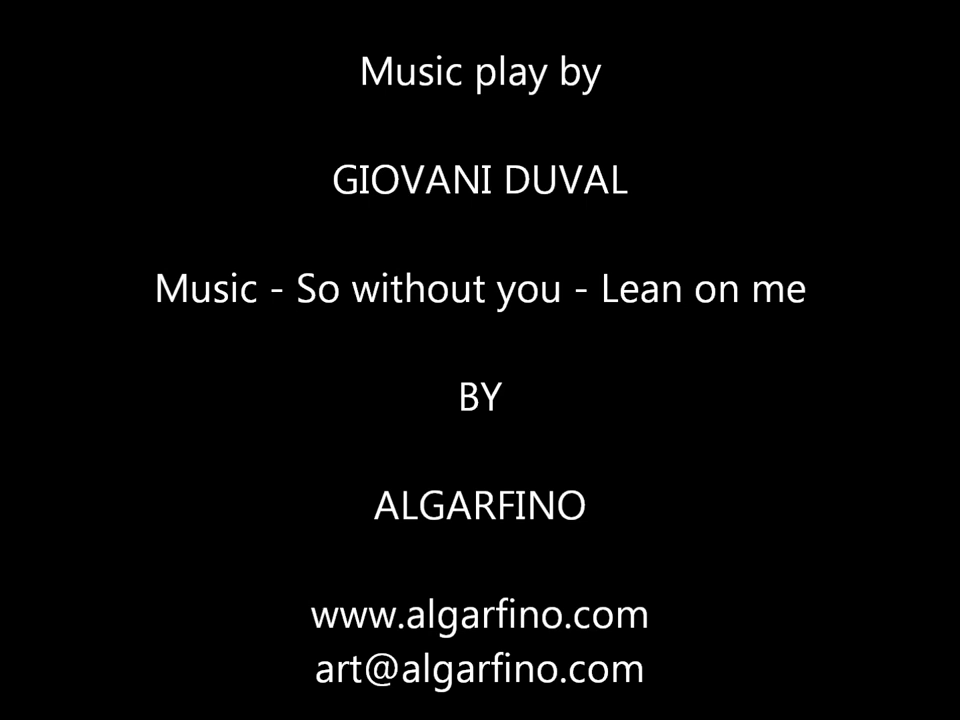 Music play by
GIOVANI DUVAL
Music - So without you - Lean on me
BY
ALGARFINO
www.algarfino.com
art@algarfino.com